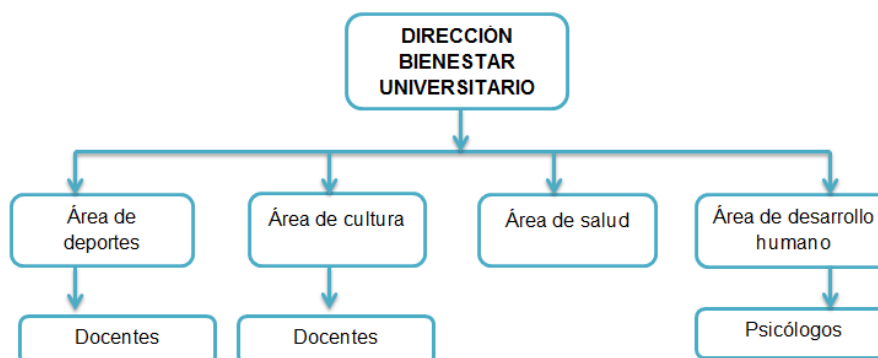 DIRECCIÓN
BIENESTAR
UNIVERSITARIO
Área de
deportes
Área de cultura
Área de salud
Área de desarrollo
humano
Docentes
Docentes
Psicólogos